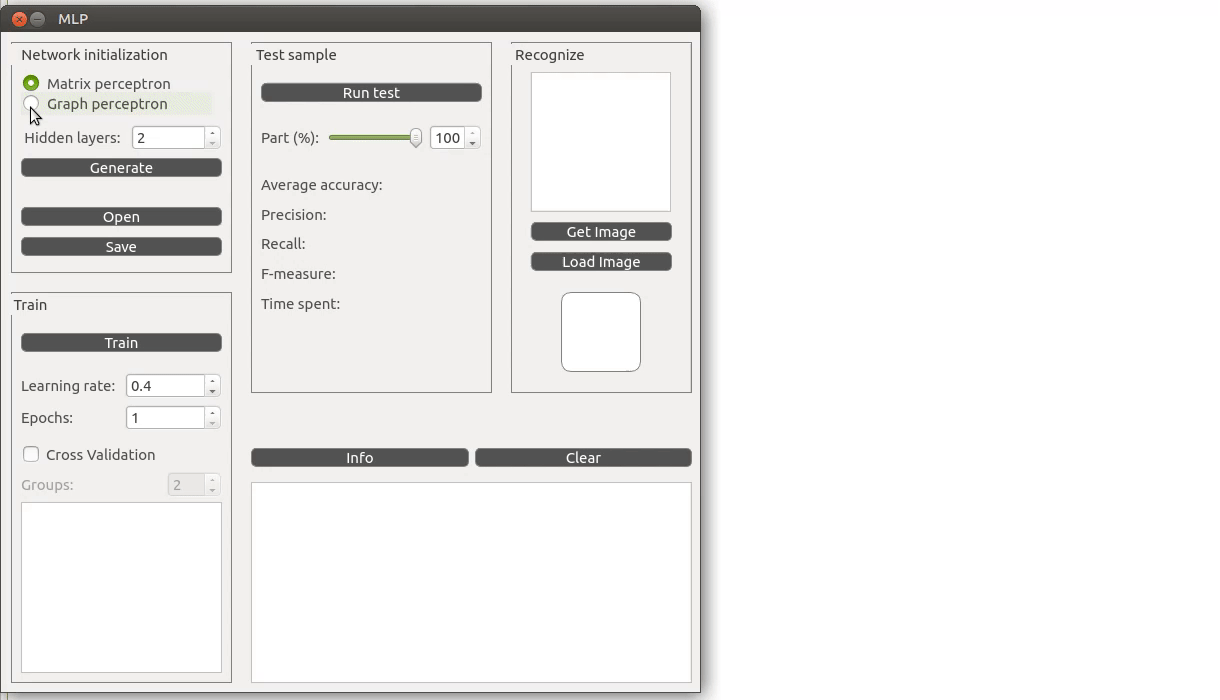 MLP
Network initialization
Matrix perceptron
Graph perceptron
Hidden layers: 2
Generate
Open
Save
Train
Train
Learning rate: 0.4
Epochs: 1
Cross Validation
Groups: 2
Test sample
Run test
Part (%): 100
Average accuracy:
Precision:
Recall:
F-measure:
Time spent:
Recognize
Get Image
Load Image
Info
Clear